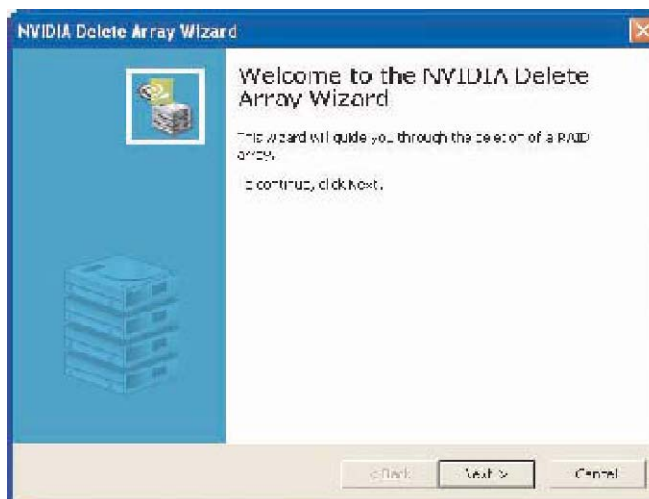 NVIDIA Delete Array Wizard
Welcome to the NVIDIA Delete
Array Wizard
This wizard will guide you through the deletion of a RAID
array.
To continue, click Next.
< Back
Next >
Cancel